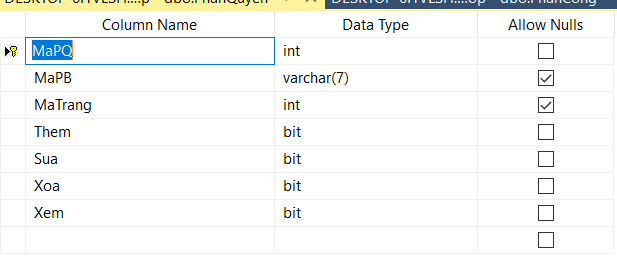 Column Name Data Type Allow Nulls
MaPQ int
MaPB varchar(7)
MaTrang int
Them bit
Sua bit
Xoa bit
Xem bit